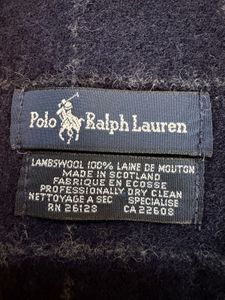 Polo Ralph Lauren
LAMBSWOOL 100% LAINE DE MOUTON
MADE IN SCOTLAND
FABRIQUE EN ECOSSE
PROFESSIONALLY DRY CLEAN
NETTOYAGE A SEC SPECIALISE
RN 26128 CA 22608